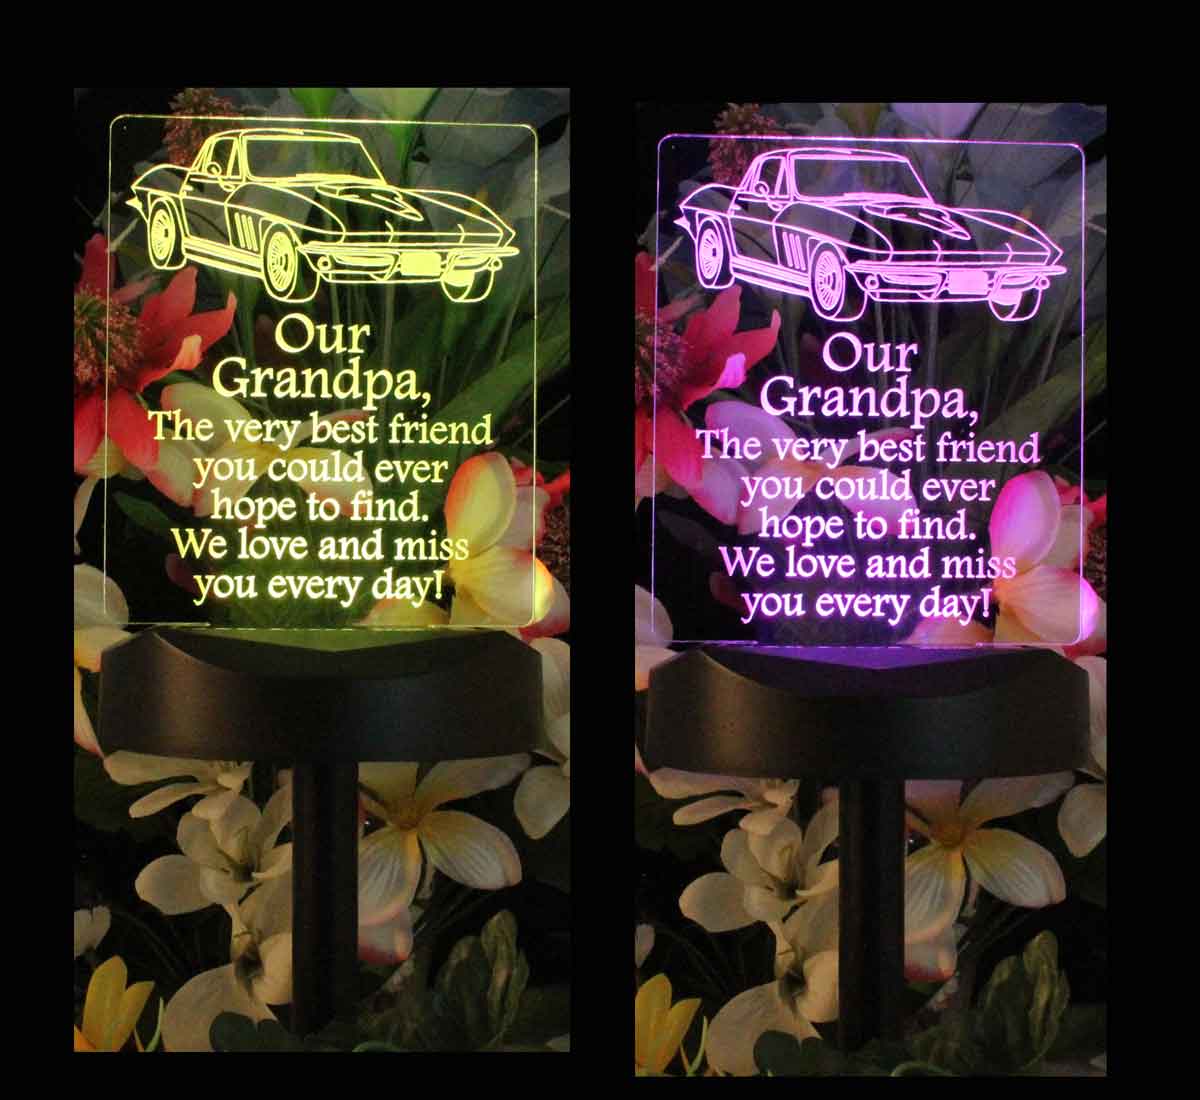 Our
Grandpa,
The very best friend
you could ever
hope to find.
We love and miss
you every day!
Our
Grandpa,
The very best friend
you could ever
hope to find.
We love and miss
you every day!